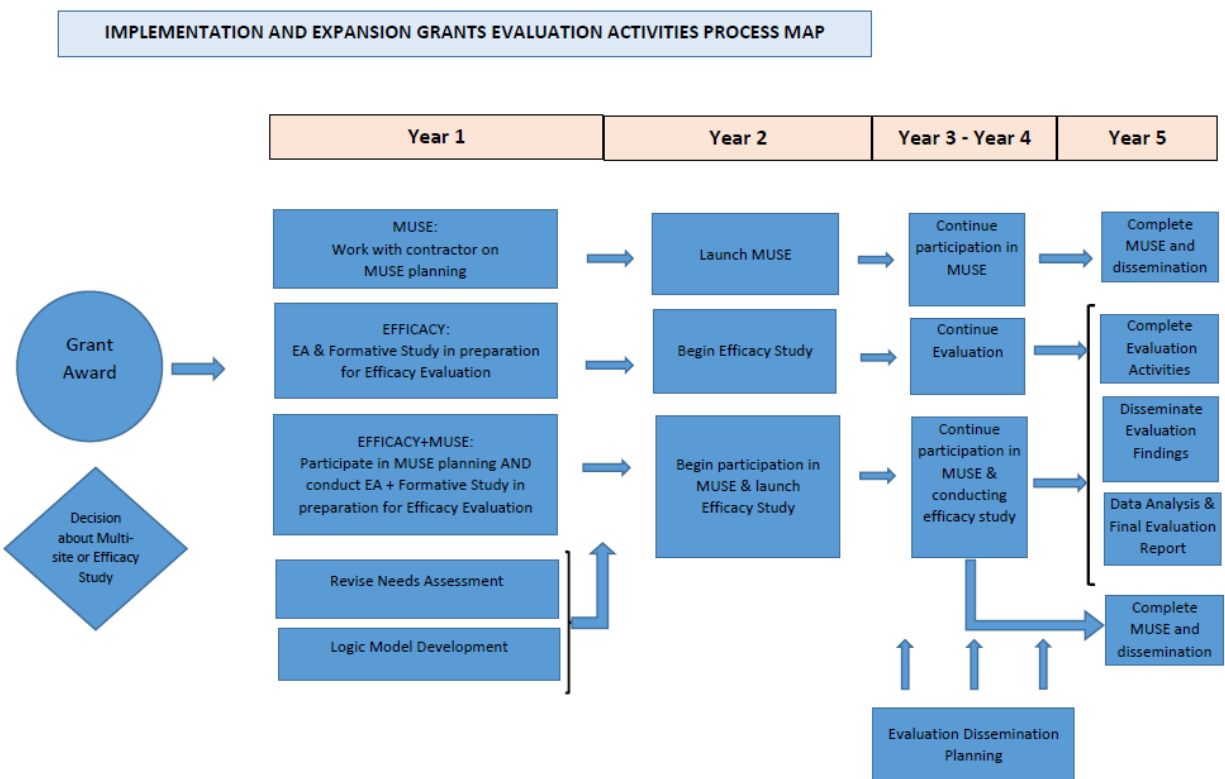 IMPLEMENTATION AND EXPANSION GRANTS EVALUATION ACTIVITIES PROCESS MAP
Year 1
Year 2
Year 3 - Year 4
Year 5
Grant
Award
Decision
about Multi-
site or Efficacy
Study
MUSE:
Work with contractor on
MUSE planning
Launch MUSE
Continue
participation in
MUSE
Complete
MUSE and
dissemination
EFFICACY:
EA & Formative Study in preparation
for Efficacy Evaluation
Begin Efficacy Study
Continue
Evaluation
Complete
Evaluation
Activities
EFFICACY+MUSE:
Participate in MUSE planning AND
conduct EA + Formative Study in
preparation for Efficacy Evaluation
Begin participation in
MUSE & launch
Efficacy Study
Continue
participation in
MUSE &
conducting
efficacy study
Disseminate
Evaluation
Findings
Data Analysis &
Final Evaluation
Report
Revise Needs Assessment
Logic Model Development
Complete
MUSE and
dissemination
Evaluation Dissemination
Planning